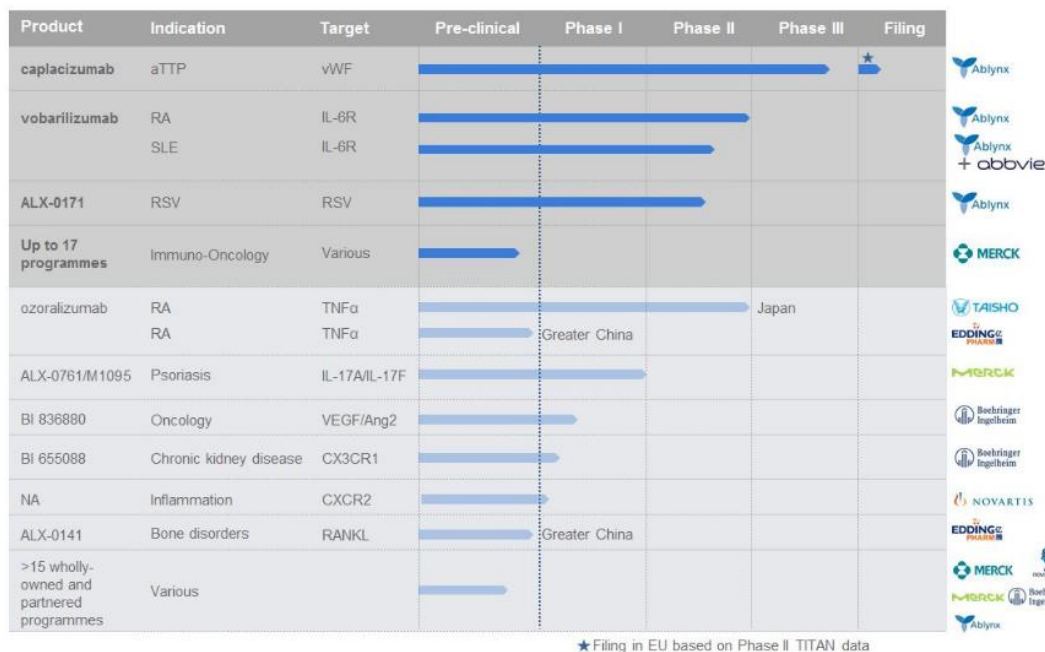 Product Indication Target Pre-clinical Phase I Phase II Phase III Filing
caplacizumab aTTP vWF Ablynx
vobarilizumab RA IL-6R Ablynx
SLE IL-6R Ablynx
+ abbvie
ALX-0171 RSV RSV Ablynx
Up to 17
programmes Immuno-Oncology Various MERCK
ozoralizumab RA TNFα Japan TAISHO
RA TNFα Greater China EDDING
PHARM
ALX-0761/M1095 Psoriasis IL-17A/IL-17F MERCK
BI 836880 Oncology VEGF/Ang2 Boehringer
Ingelheim
BI 655088 Chronic kidney disease CX3CR1 Boehringer
Ingelheim
NA Inflammation CXCR2 NOVARTIS
ALX-0141 Bone disorders RANKL Greater China EDDING
PHARM
>15 wholly-
owned and
partnered
programmes Various MERCK
MERCK
Ablynx
★Filing in EU based on Phase II TITAN data